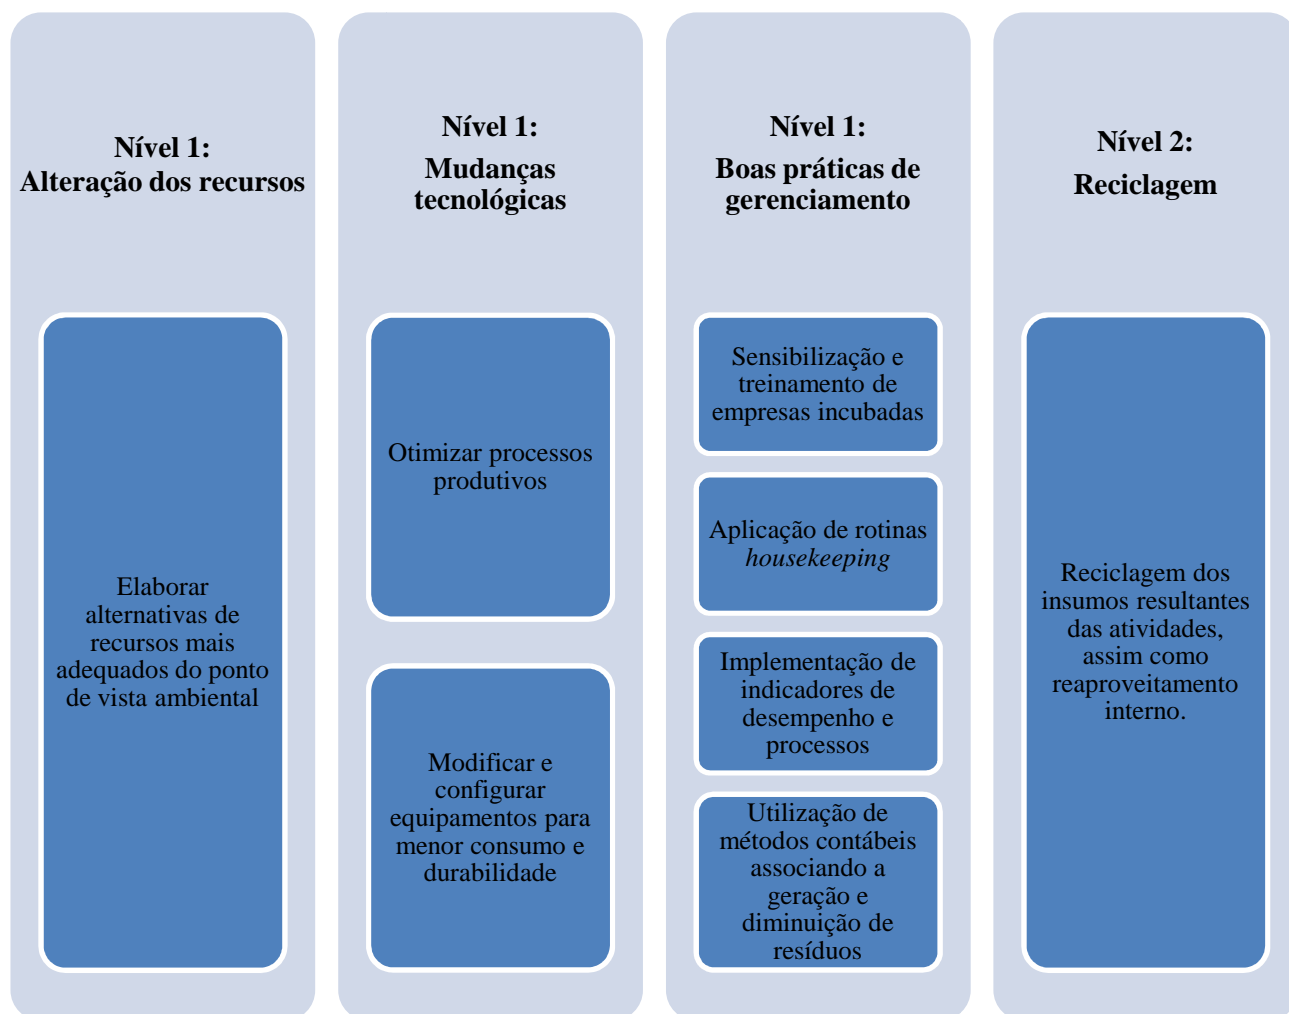 Nível 1:
Alteração dos recursos
Elaborar
alternativas de
recursos mais
adequados do ponto
de vista ambiental
Nível 1:
Mudanças
tecnológicas
Otimizar processos
produtivos
Modificar e
configurar
equipamentos para
menor consumo e
durabilidade
Nível 1:
Boas práticas de
gerenciamento
Sensibilização e
treinamento de
empresas incubadas
Aplicação de rotinas
housekeeping
Implementação de
indicadores de
desempenho e
processos
Utilização de
métodos contábeis
associando a
geração e
diminuição de
resíduos
Nível 2:
Reciclagem
Reciclagem dos
insumos resultantes
das atividades,
assim como
reaproveitamento
interno.